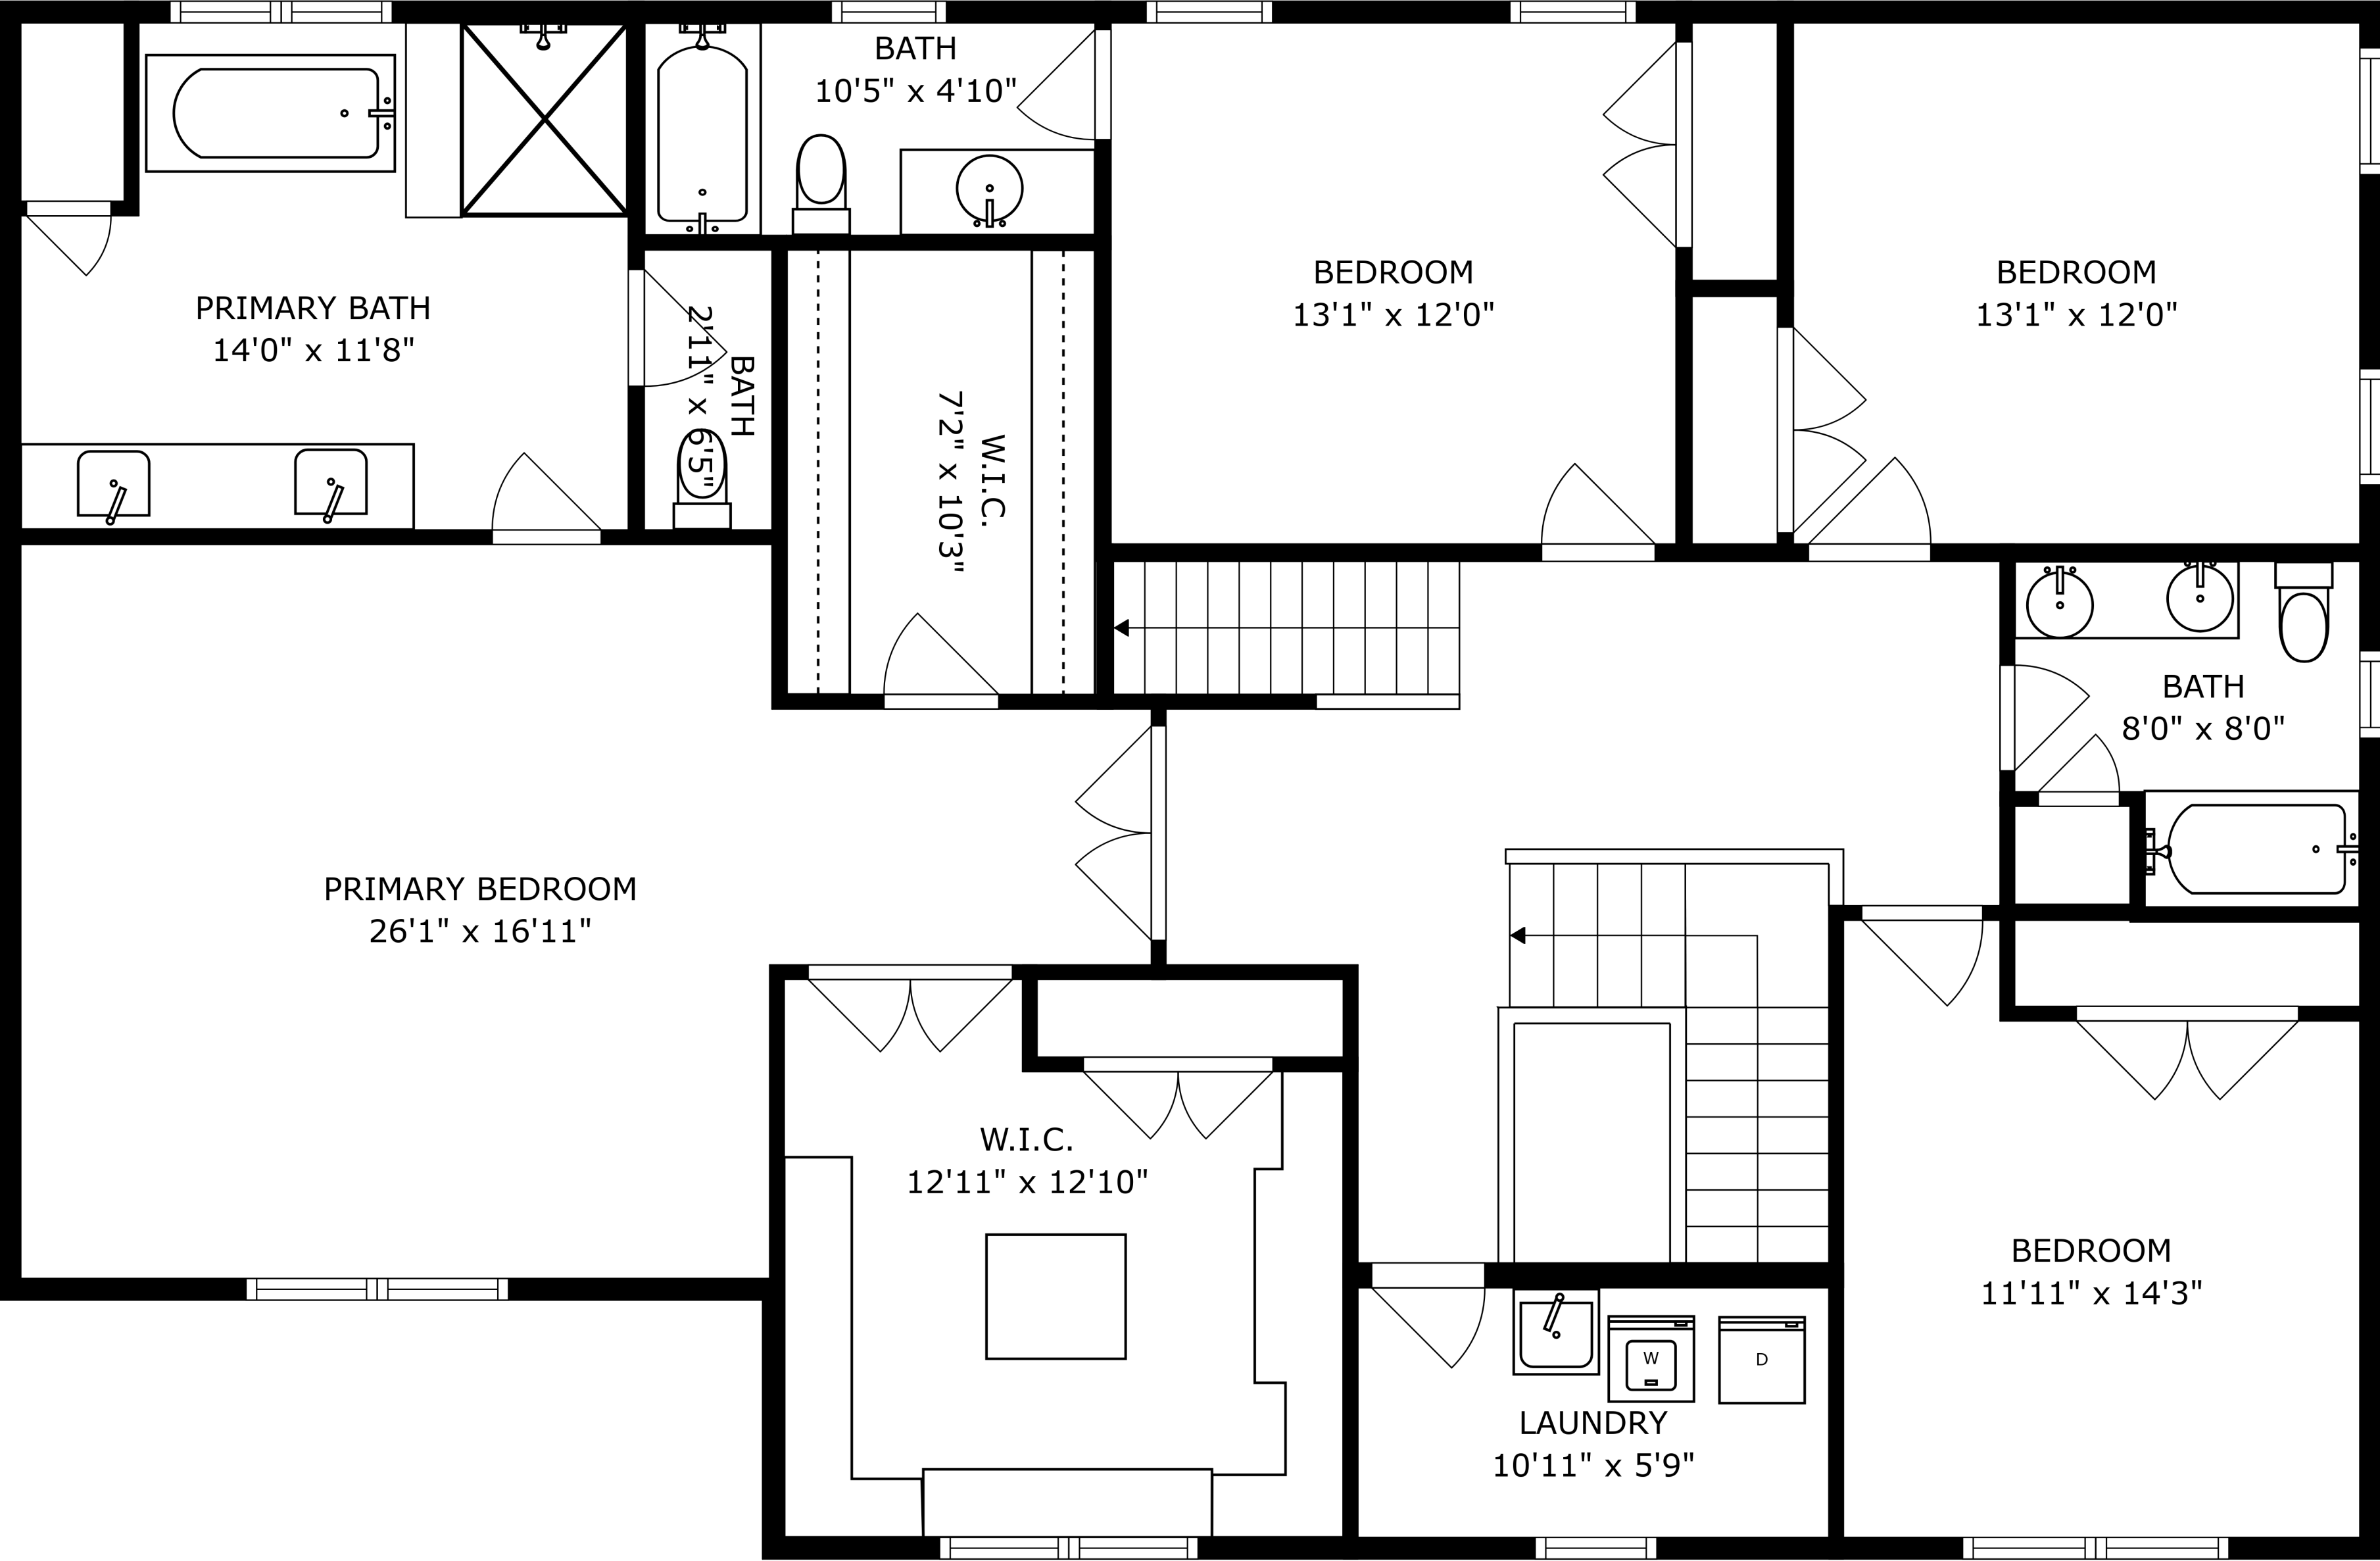 BATH
10'5" x 4'10"
BEDROOM
13'1" x 12'0"
BEDROOM
13'1" x 12'0"
PRIMARY BATH
14'0" x 11'8"
BATH
2'11" x 6'5"
W.I.C.
7'2" x 10'3"
BATH
8'0" x 8'0"
PRIMARY BEDROOM
26'1" x 16'11"
W.I.C.
12'11" x 12'10"
BEDROOM
11'11" x 14'3"
W
D
LAUNDRY
10'11" x 5'9"